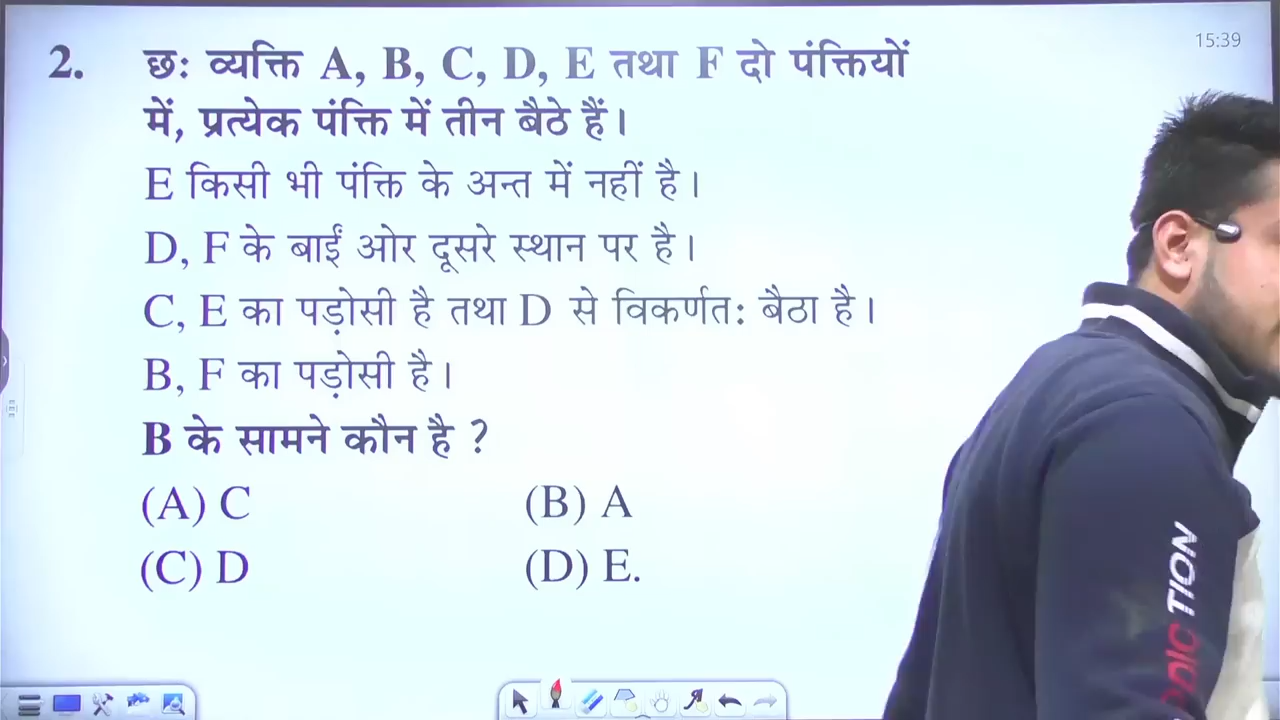 15:39
2. छः व्यक्ति A, B, C, D, E तथा F दो पंक्तियों
में, प्रत्येक पंक्ति में तीन बैठे हैं।
E किसी भी पंक्ति के अन्त में नहीं है।
D, F के बाईं ओर दूसरे स्थान पर है।
C, E का पड़ोसी है तथा D से विकर्णतः बैठा है।
B, F का पड़ोसी है।
B के सामने कौन है ?
(A) C (B) A
(C) D (D) E.